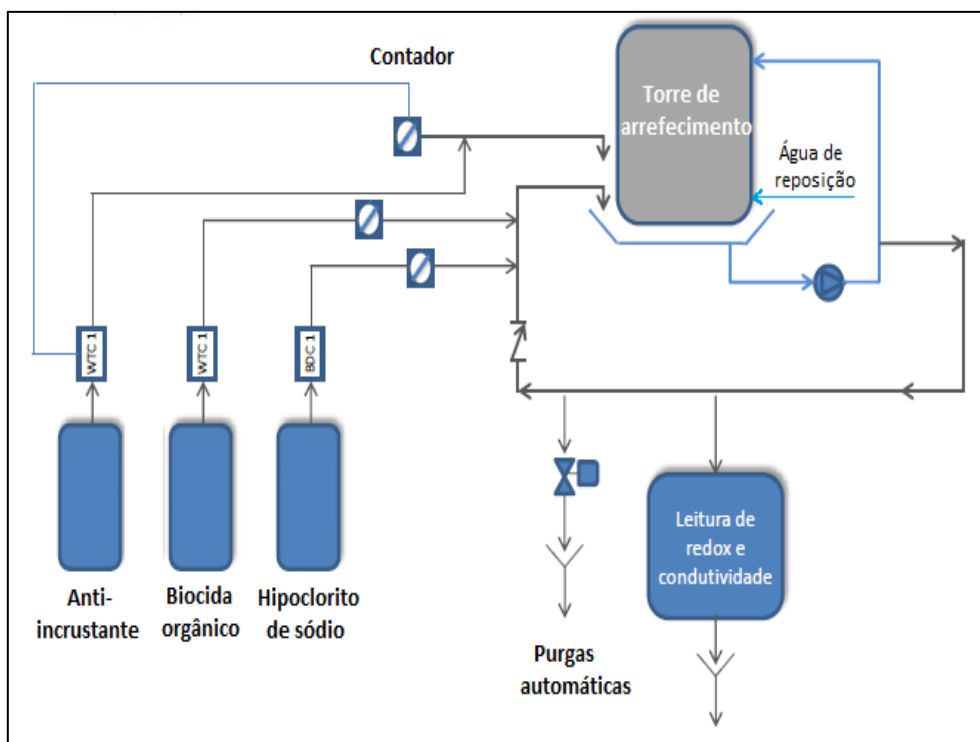 Contador
Torre de
arrefecimento
Água de
reposição
WTC 1
WTC 1
BDC 1
Leitura de
redox e
condutividade
Anti-
incrustante
Biocida
orgânico
Hipoclorito
de sódio
Purgas
automáticas